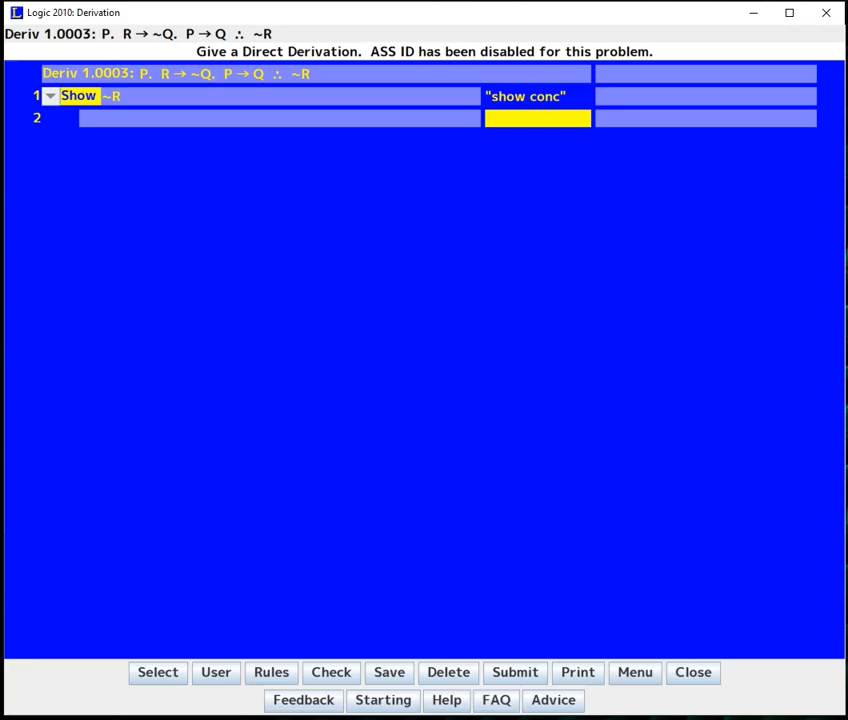 Logic 2010: Derivation
Deriv 1.0003: P. R → ~Q. P → Q ∴ ~R
Give a Direct Derivation. ASS ID has been disabled for this problem.
Deriv 1.0003: P. R → ~Q. P → Q ∴ ~R
1 Show ~R "show conc"
2
Select User Rules Check Save Delete Submit Print Menu Close
Feedback Starting Help FAQ Advice